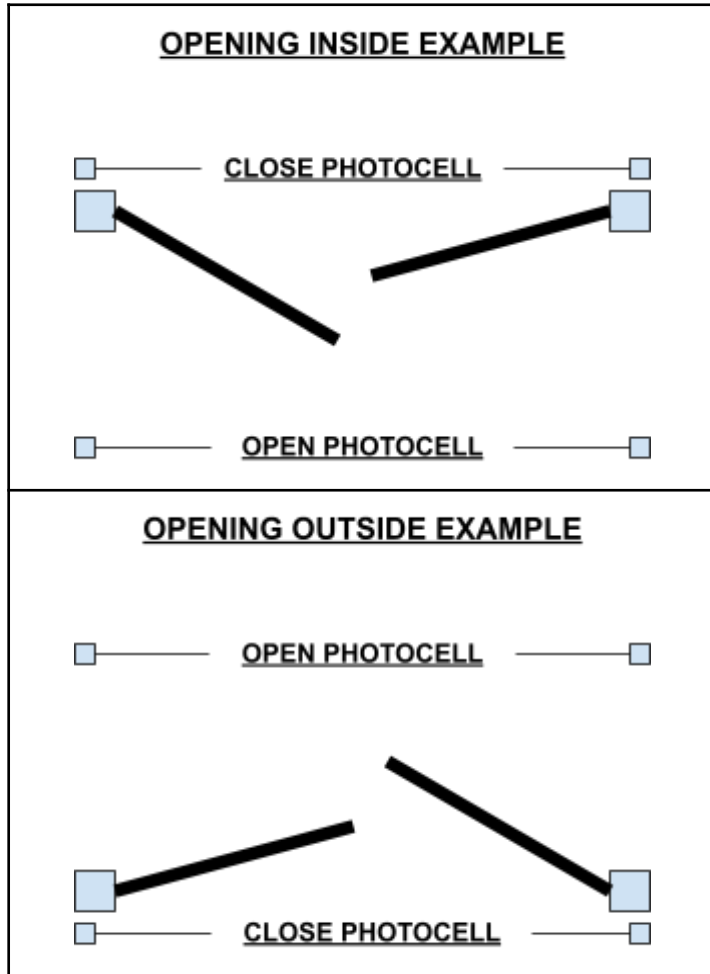 OPENING INSIDE EXAMPLE
CLOSE PHOTOCELL
OPEN PHOTOCELL
OPENING OUTSIDE EXAMPLE
OPEN PHOTOCELL
CLOSE PHOTOCELL